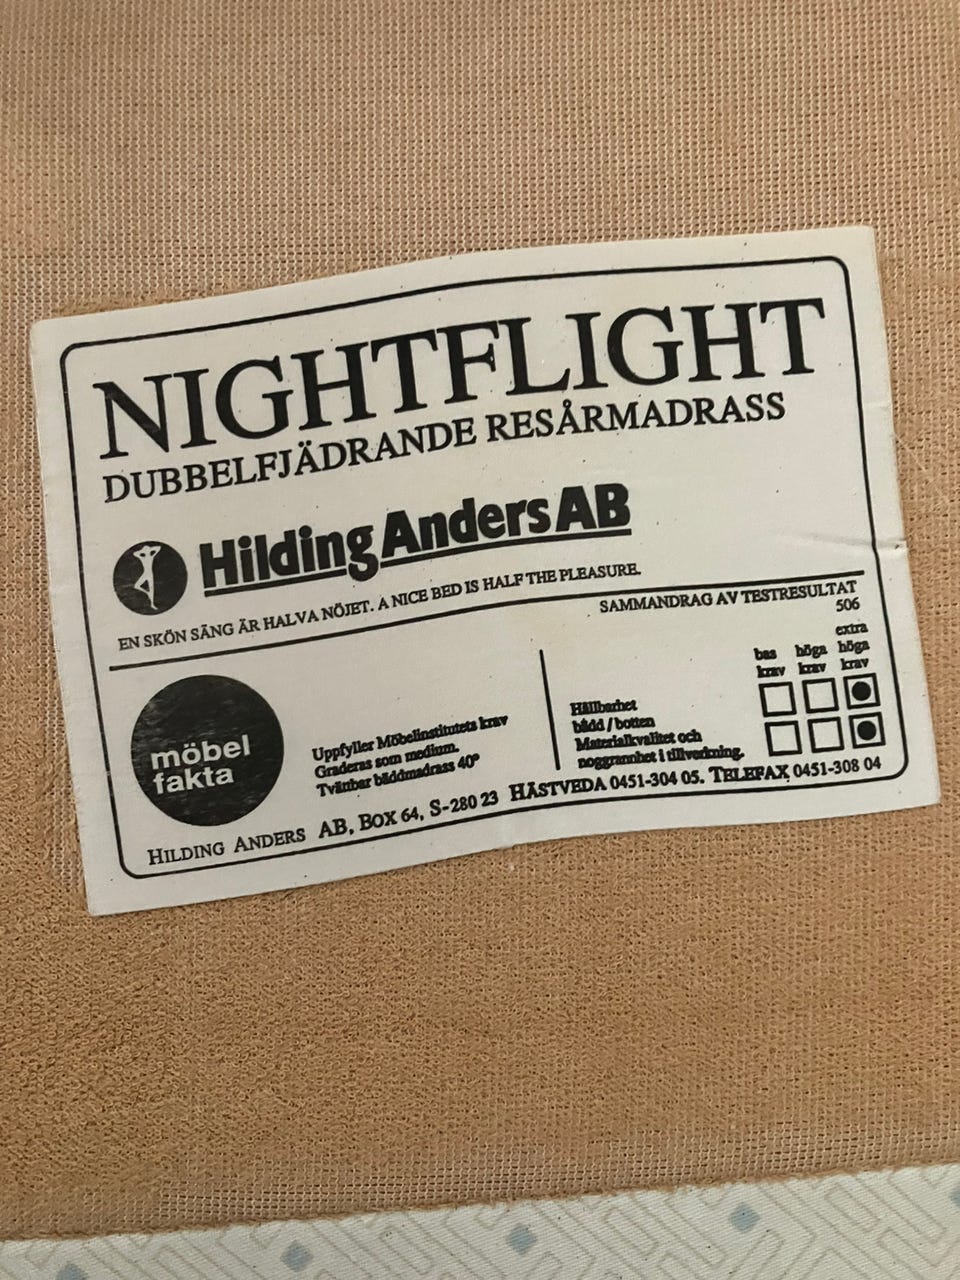 NIGHTFLIGHT
DUBBELFJÄDRANDE RESÅRMADRASS
Hilding Anders AB
EN SKÖN SÄNG ÄR HALVA NÖJET. A NICE BED IS HALF THE PLEASURE.
SAMMANDRAG AV TESTRESULTAT
506
extra
bas höga höga
krav krav krav
möbel
fakta
Uppfyller Möbelinstitutets krav
Graderas som medium.
Tvättbar bäddmadrass 40°
Hållbarhet
bädd / botten
Materialkvalitet och
noggrannhet i tillverkning.
HILDING ANDERS AB, BOX 64, S-280 23 HÄSTVEDA 0451-304 05. TELEFAX 0451-308 04